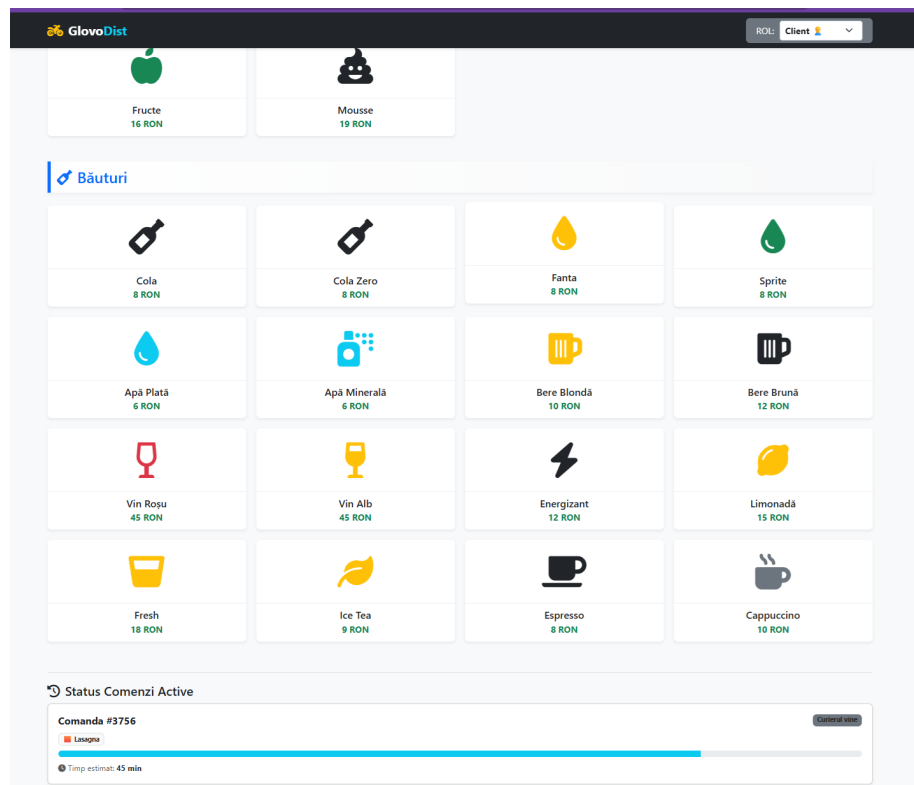 GlovoDist
ROL: Client
Fructe
16 RON
Mousse
19 RON
Băuturi
Cola
8 RON
Cola Zero
8 RON
Fanta
8 RON
Sprite
8 RON
Apă Plată
6 RON
Apă Minerală
6 RON
Bere Blondă
10 RON
Bere Brună
12 RON
Vin Roșu
45 RON
Vin Alb
45 RON
Energizant
12 RON
Limonadă
15 RON
Fresh
18 RON
Ice Tea
9 RON
Espresso
8 RON
Cappuccino
10 RON
Status Comenzi Active
Comanda #3756
Curierul vine
Lasagna
Timp estimat: 45 min